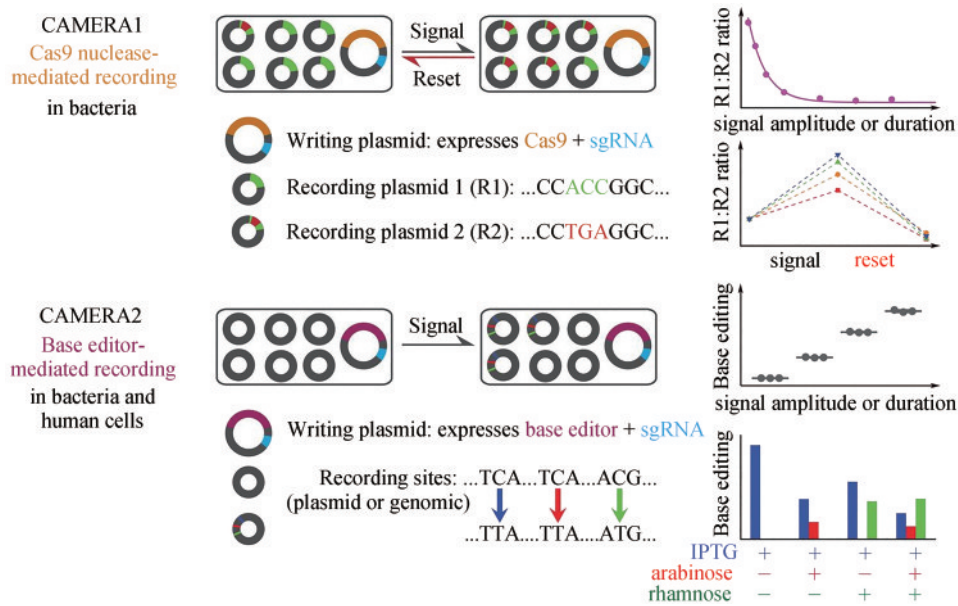 CAMERA1
Cas9 nuclease-
mediated recording
in bacteria
Signal
Reset
Writing plasmid: expresses Cas9 + sgRNA
Recording plasmid 1 (R1): ...CCACCGGC...
Recording plasmid 2 (R2): ...CCTGAGGC...
R1:R2 ratio
signal amplitude or duration
R1:R2 ratio
signal reset
CAMERA2
Base editor-
mediated recording
in bacteria and
human cells
Signal
Writing plasmid: expresses base editor + sgRNA
Recording sites: ...TCA...TCA...ACG...
(plasmid or genomic)
...TTA....TTA....ATG...
Base editing
signal amplitude or duration
Base editing
IPTG + + + +
arabinose − + − +
rhamnose − − + +